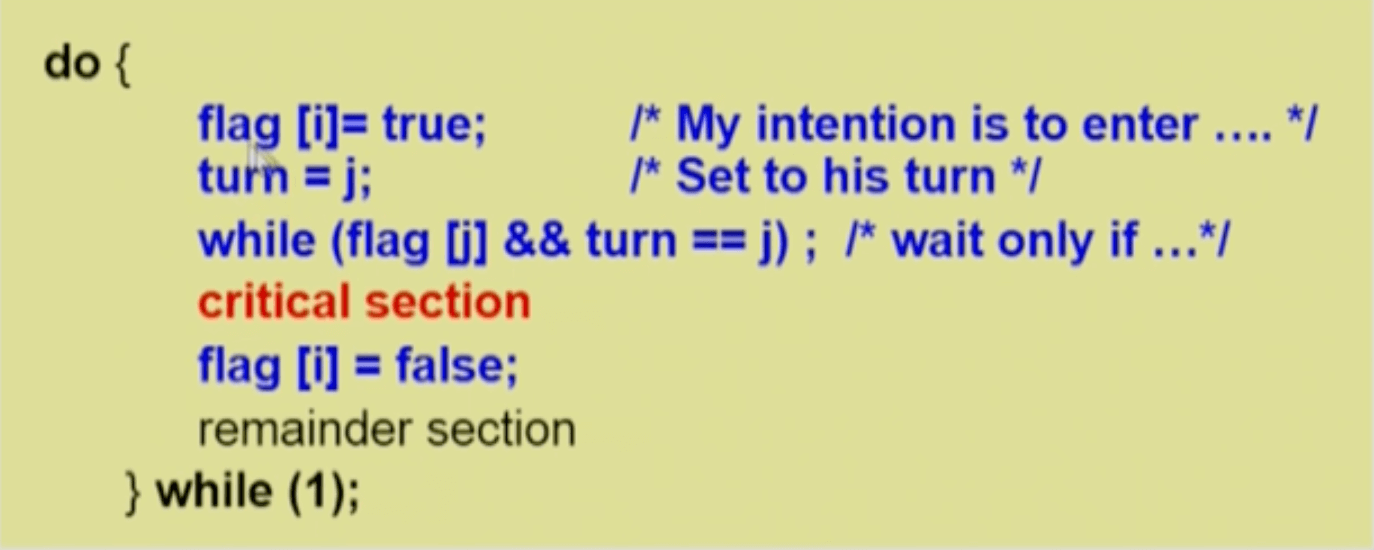 do {
flag [i]= true; /* My intention is to enter .... */
turn = j; /* Set to his turn */
while (flag [j] && turn == j) ; /* wait only if ...*/
critical section
flag [i] = false;
remainder section
} while (1);